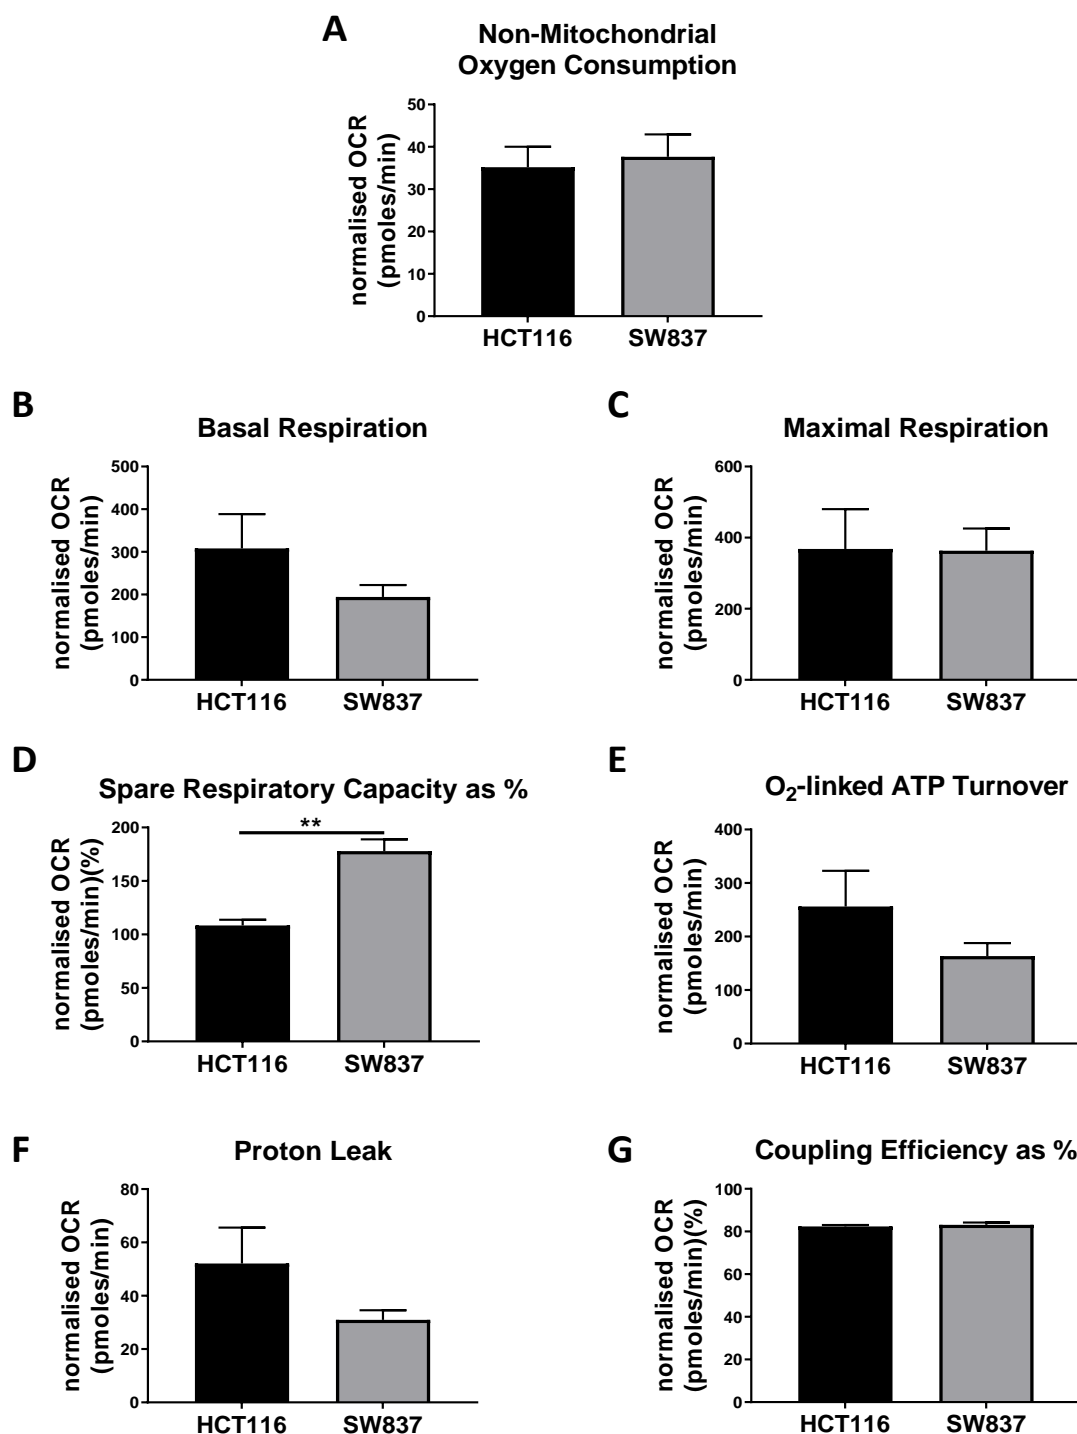 A
Non-Mitochondrial
Oxygen Consumption
normalised OCR
(pmoles/min)
50
40
30
20
10
0
HCT116
SW837
B
Basal Respiration
normalised OCR
(pmoles/min)
500
400
300
200
100
0
HCT116
SW837
C
Maximal Respiration
normalised OCR
(pmoles/min)
600
400
200
0
HCT116
SW837
D
Spare Respiratory Capacity as %
normalised OCR
(pmoles/min)(%)
200
150
100
50
0
**
HCT116
SW837
E
O₂-linked ATP Turnover
normalised OCR
(pmoles/min)
400
300
200
100
0
HCT116
SW837
F
Proton Leak
normalised OCR
(pmoles/min)
80
60
40
20
0
HCT116
SW837
G
Coupling Efficiency as %
normalised OCR
(pmoles/min)(%)
100
80
60
40
20
0
HCT116
SW837